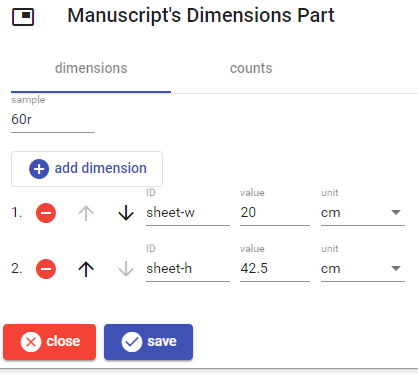 Manuscript's Dimensions Part
dimensions counts
sample
60r
add dimension
ID value unit
1. sheet-w 20 cm
ID value unit
2. sheet-h 42.5 cm
close save